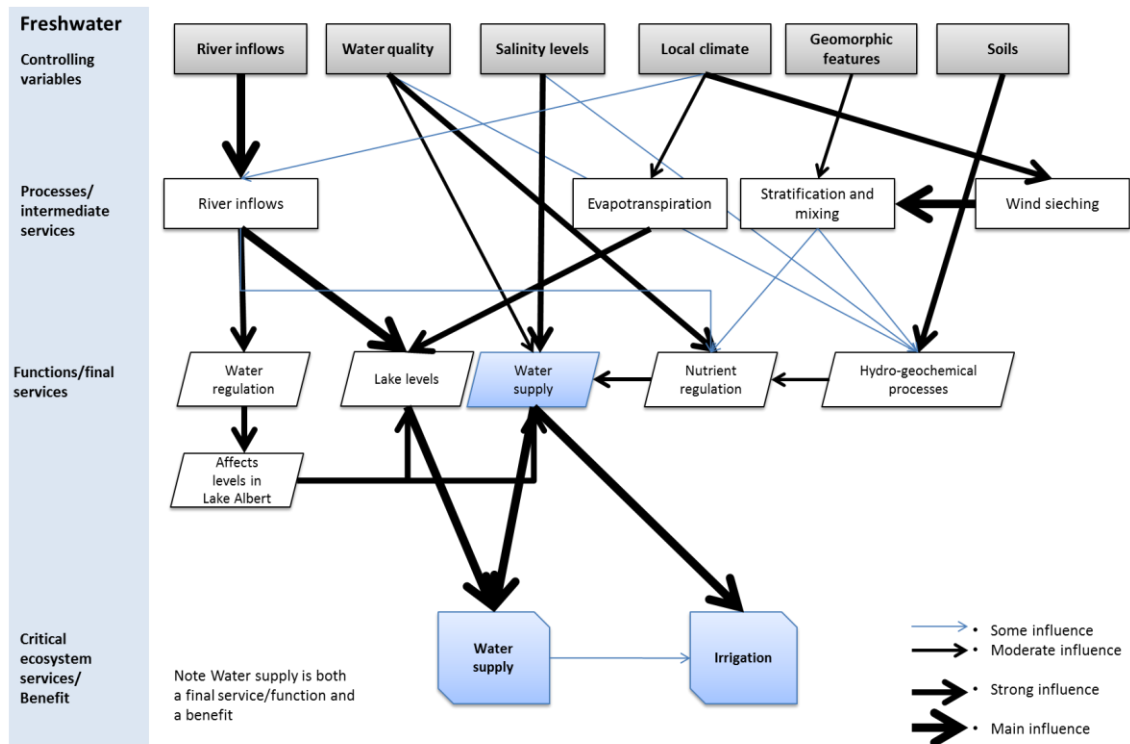 Freshwater
Controlling
variables
River inflows
Water quality
Salinity levels
Local climate
Geomorphic
features
Soils
Processes/
intermediate
services
River inflows
Evapotranspiration
Stratification and
mixing
Wind sieching
Functions/final
services
Water
regulation
Lake levels
Water
supply
Nutrient
regulation
Hydro-geochemical
processes
Affects
levels in
Lake Albert
Critical
ecosystem
services/
Benefit
Note Water supply is both
a final service/function and
a benefit
Water
supply
Irrigation
• Some influence
• Moderate influence
• Strong influence
• Main influence